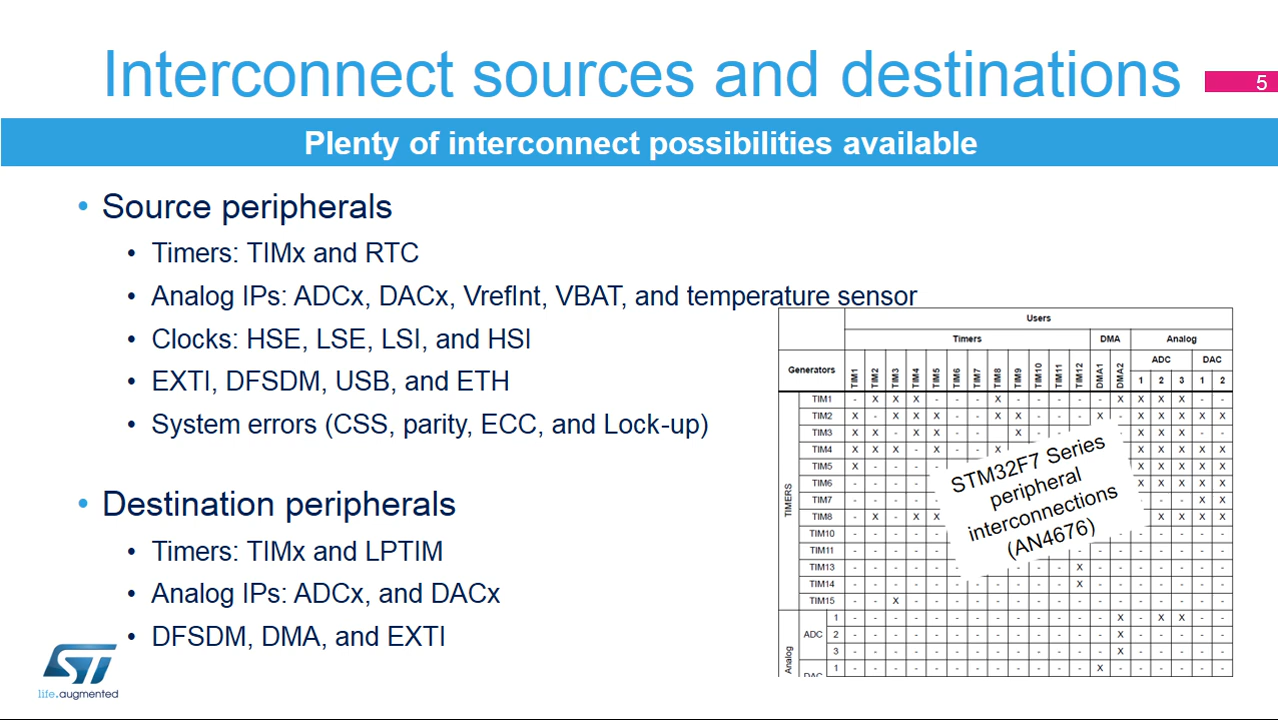 Interconnect sources and destinations
5
Plenty of interconnect possibilities available
• Source peripherals
• Timers: TIMx and RTC
• Analog IPs: ADCx, DACx, VrefInt, VBAT, and temperature sensor
• Clocks: HSE, LSE, LSI, and HSI
• EXTI, DFSDM, USB, and ETH
• System errors (CSS, parity, ECC, and Lock-up)
• Destination peripherals
• Timers: TIMx and LPTIM
• Analog IPs: ADCx, and DACx
• DFSDM, DMA, and EXTI
ST
life.augmented
Users
Timers DMA Analog
ADC DAC
Generators TIM1 TIM2 TIM3 TIM4 TIM5 TIM6 TIM7 TIM8 TIM9 TIM10 TIM11 TIM12 DMA1 DMA2 1 2 3 1 2
TIMERS
TIM1 - X X X - - - X - - - - - X X X X - -
TIM2 X - X X X - - X X - - - X - X X X X X
TIM3 X X - X X - - - X - - - X X X - -
TIM4 X X X - X - - X X X X X X
TIM5 X - - - - X X X X X
TIM6 - - - - X X X X X
TIM7 - - - - - - - X X
TIM8 - X - X X X X X X
TIM10 - - - - - - - - - -
TIM11 - - - - - - - - - -
TIM13 - - - - - X - - - - - - -
TIM14 - - - - - - - - - - - X - - - - - - -
TIM15 - - X - - - - - - - - - - - - - - - -
Analog
ADC
1 - - - - - - - - - - - - - X - X X - -
2 - - - - - - - - - - - - - X - - - - -
3 - - - - - - - - - - - - - X - - - - -
DAC
1 - - - - - - - - - - - - X - - - - - -
STM32F7 Series
peripheral
interconnections
(AN4676)